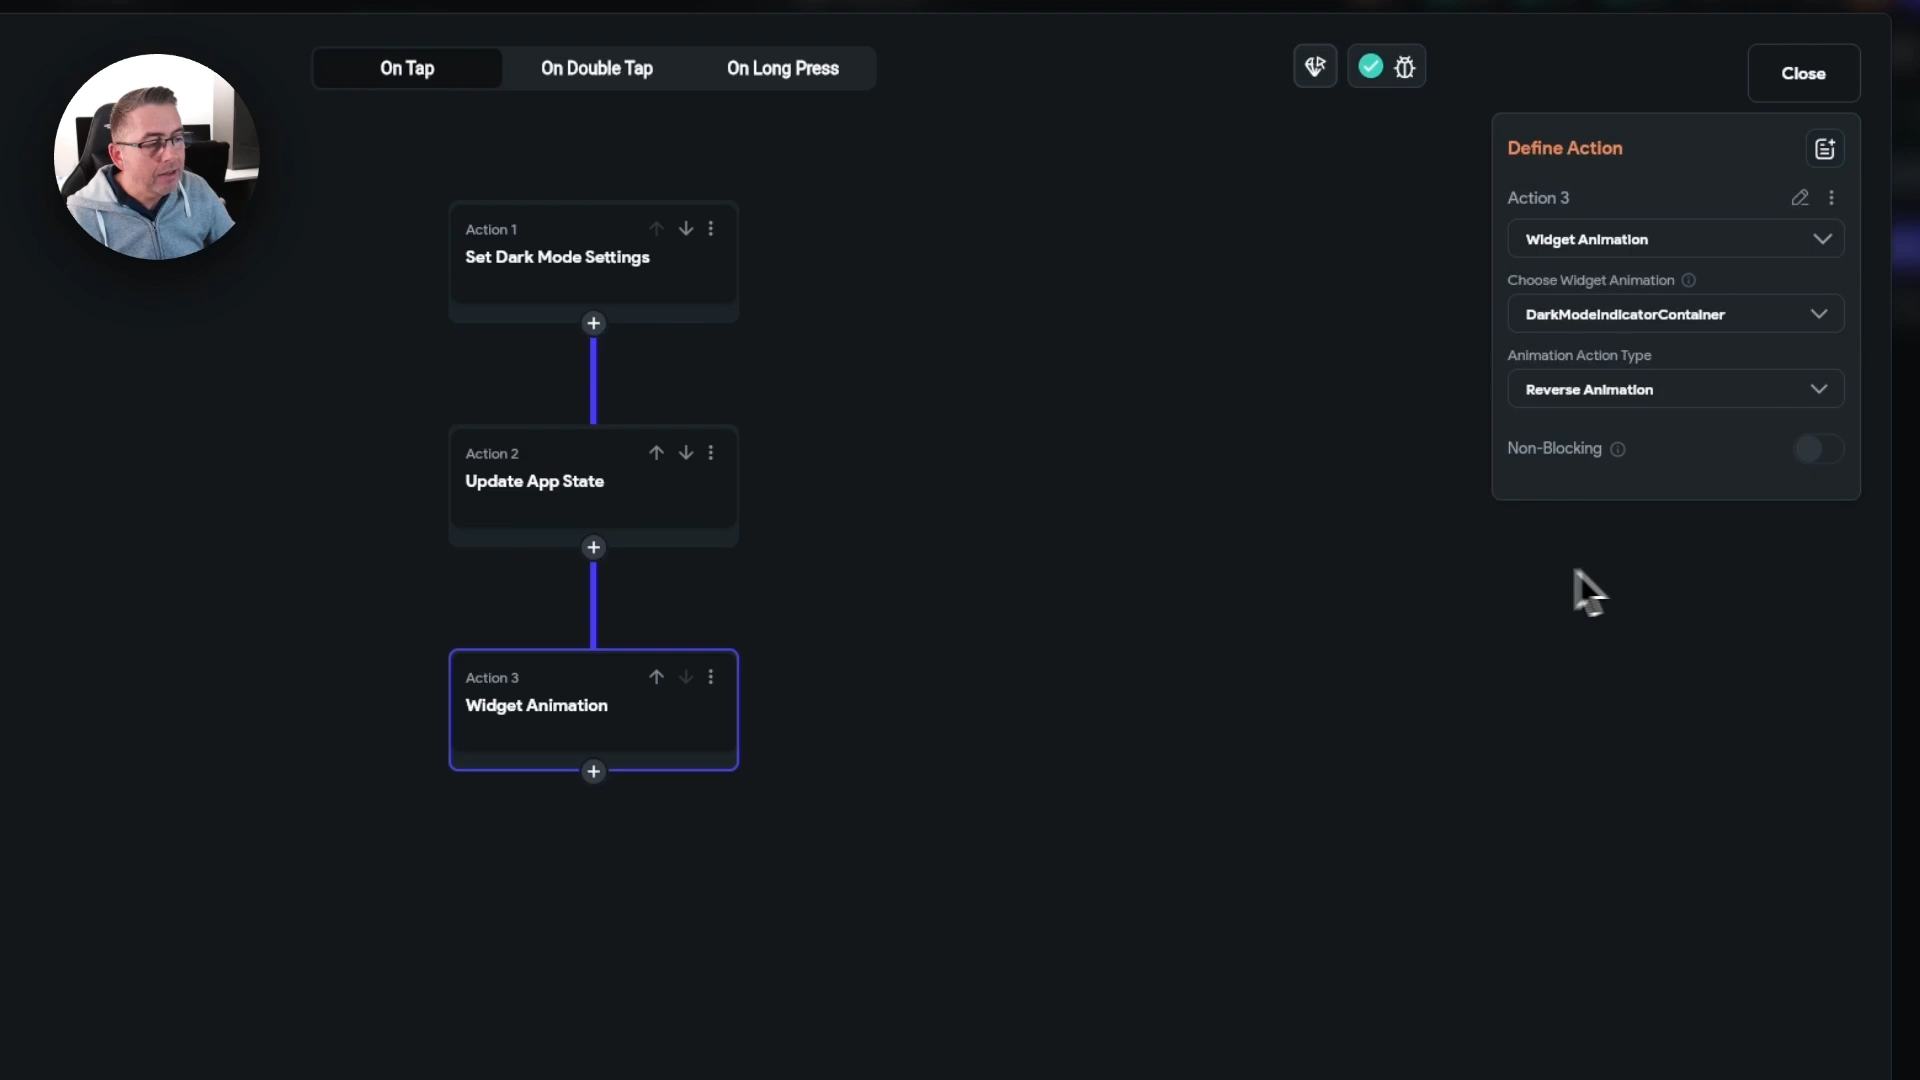 On Tap
On Double Tap
On Long Press
Close
Define Action
Action 3
Widget Animation
Choose Widget Animation
DarkModeIndicatorContainer
Animation Action Type
Reverse Animation
Non-Blocking
Action 1
Set Dark Mode Settings
Action 2
Update App State
Action 3
Widget Animation